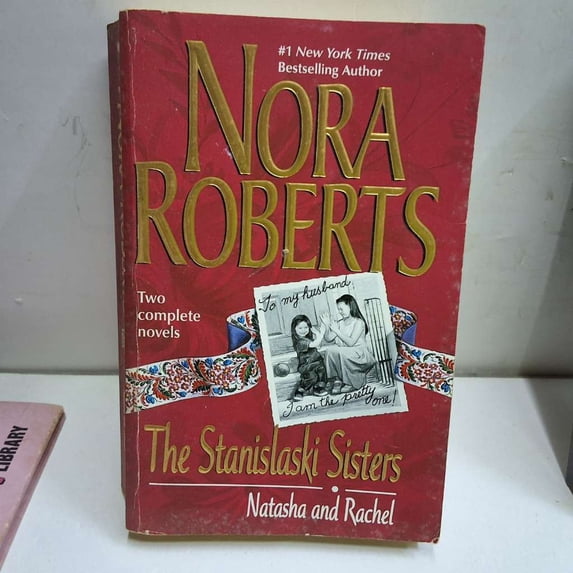 #1 New York Times
Bestselling Author
NORA
ROBERTS
Two
complete
novels
To my husband,
I am the pretty
one!
The Stanislaski Sisters
Natasha and Rachel
LIBRARY